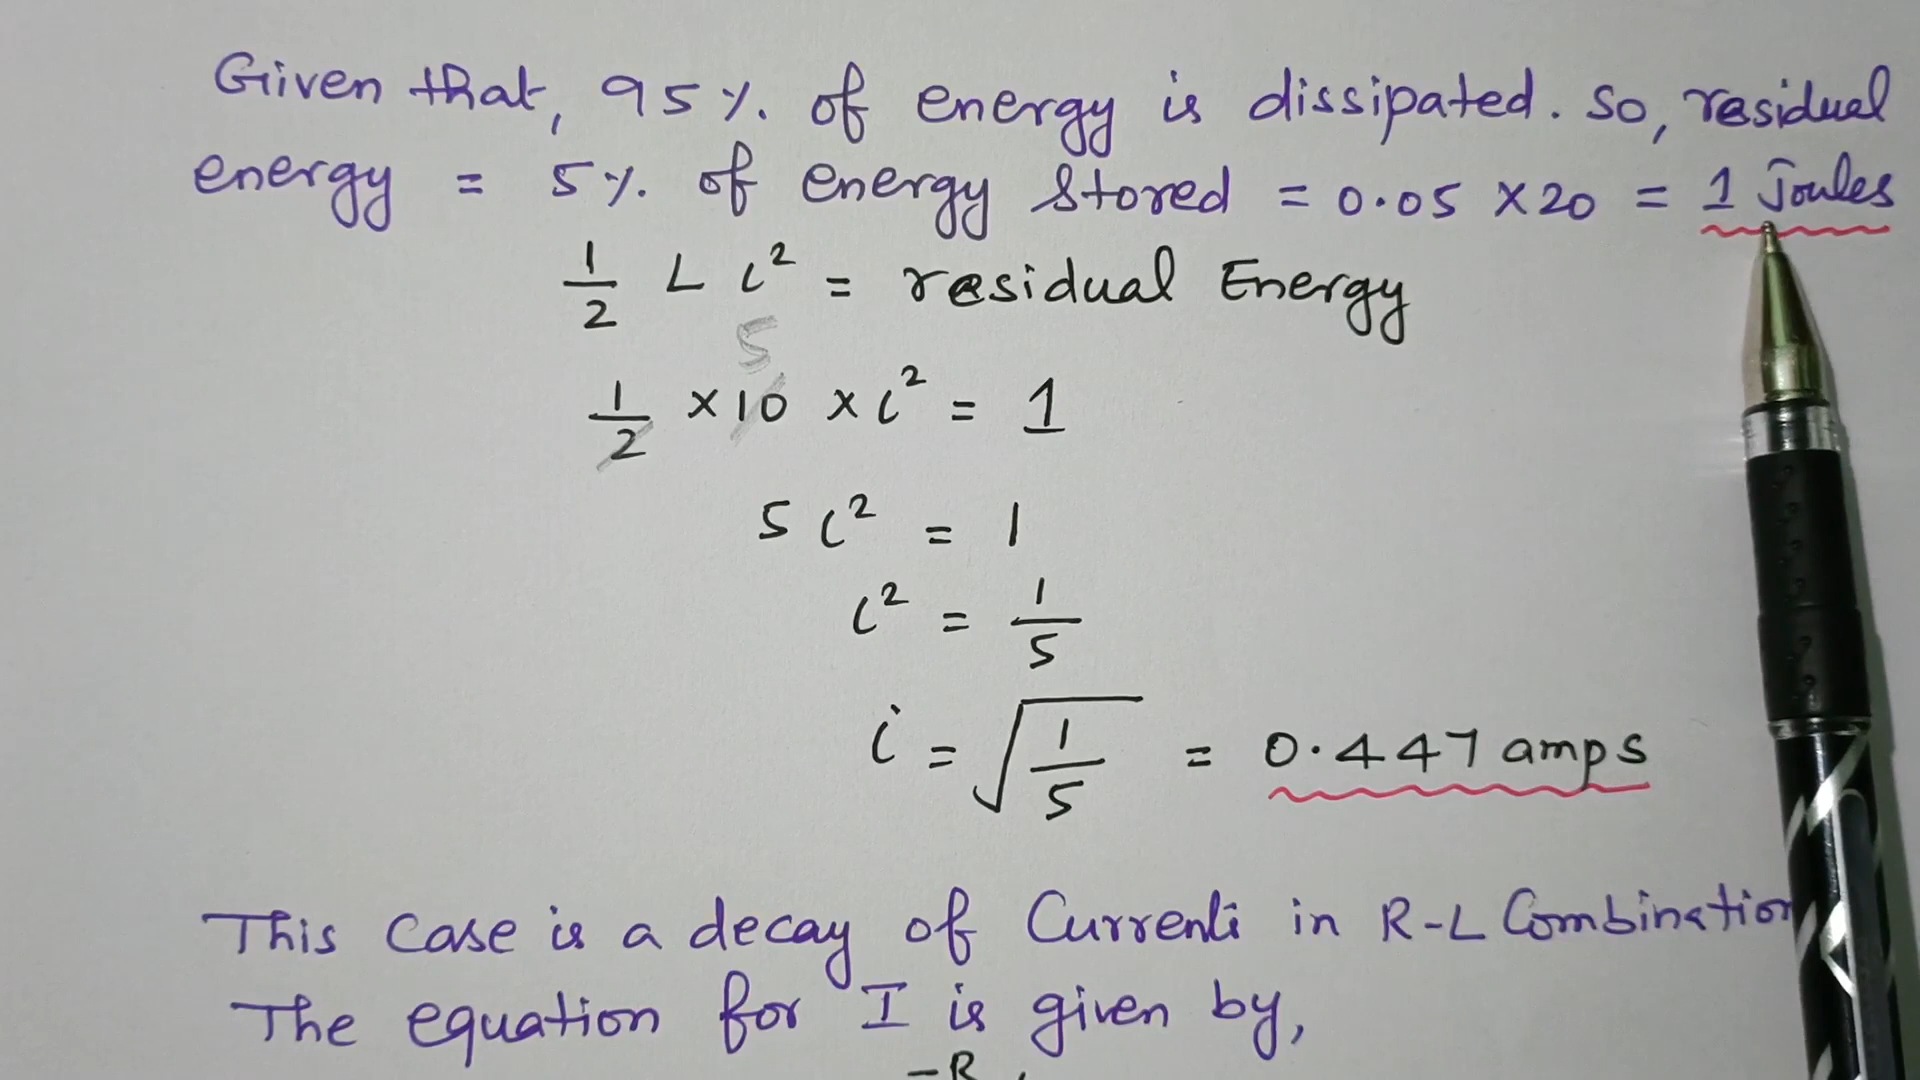 Given that, 95%. of energy is dissipated. So, residual
energy = 5%. of energy stored = 0.05 × 20 = 1 Joules
1/2 L i² = residual Energy
5
1/2 × 10 × i² = 1
5 i² = 1
i² = 1/5
i = √(1/5) = 0.447 amps
This Case is a decay of Current in R-L Combination
The equation for I is given by,
-R